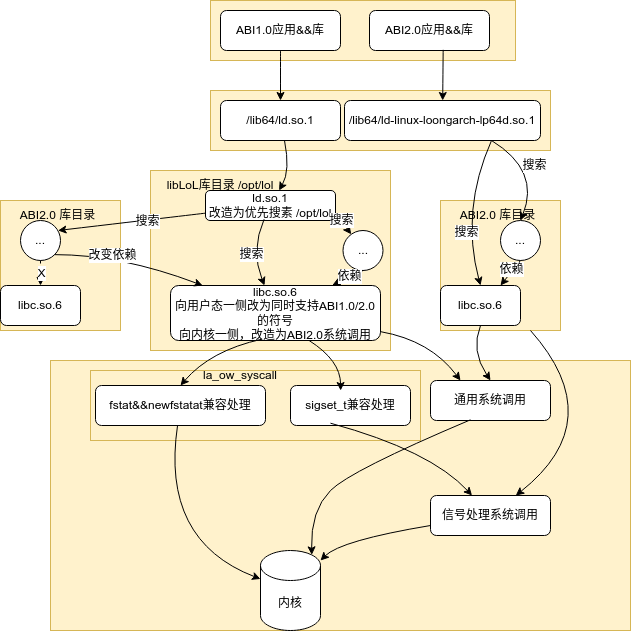 ABI1.0应用&&库
ABI2.0应用&&库
/lib64/ld.so.1
/lib64/ld-linux-loongarch-lp64d.so.1
搜索
libLoL库目录 /opt/lol
ld.so.1
改造为优先搜素 /opt/lol
搜索
搜索
ABI2.0 库目录
...
X
libc.so.6
改变依赖
搜索
...
依赖
libc.so.6
向用户态一侧改为同时支持ABI1.0/2.0
的符号
向内核一侧，改造为ABI2.0系统调用
ABI2.0 库目录
搜索
...
依赖
libc.so.6
la_ow_syscall
fstat&&newfstatat兼容处理
sigset_t兼容处理
通用系统调用
信号处理系统调用
内核